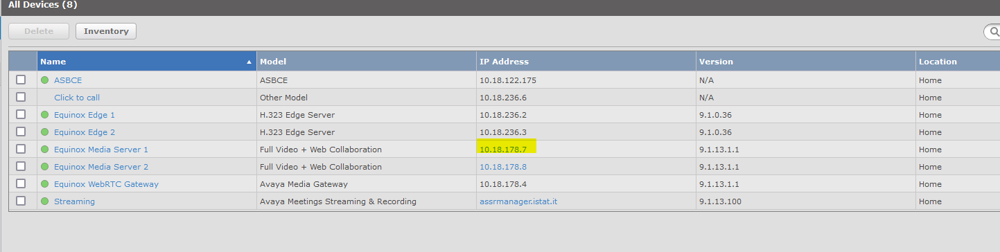 All Devices (8)
Delete Inventory
Name Model IP Address Version Location
ASBCE ASBCE 10.18.122.175 N/A Home
Click to call Other Model 10.18.236.6 N/A Home
Equinox Edge 1 H.323 Edge Server 10.18.236.2 9.1.0.36 Home
Equinox Edge 2 H.323 Edge Server 10.18.236.3 9.1.0.36 Home
Equinox Media Server 1 Full Video + Web Collaboration 10.18.178.7 9.1.13.1.1 Home
Equinox Media Server 2 Full Video + Web Collaboration 10.18.178.8 9.1.13.1.1 Home
Equinox WebRTC Gateway Avaya Media Gateway 10.18.178.4 9.1.13.1.1 Home
Streaming Avaya Meetings Streaming & Recording assrmanager.istat.it 9.1.13.100 Home